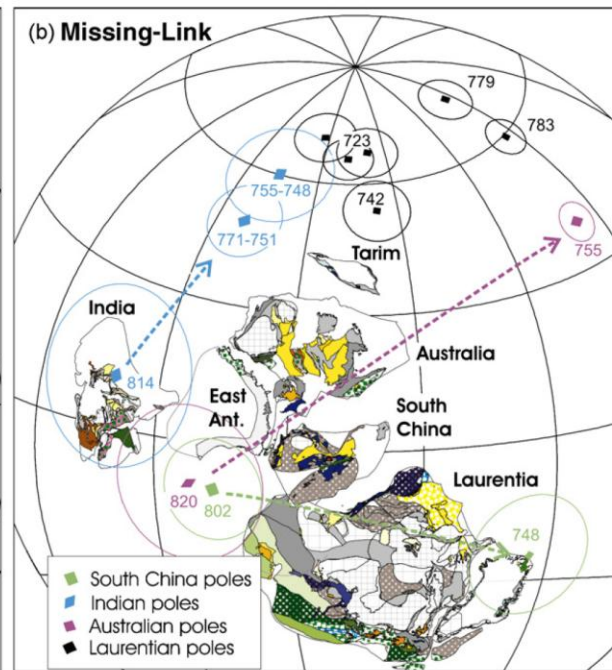 (b) Missing-Link
779
783
723
755-748
742
771-751
755
Tarim
India
814
Australia
East
Ant.
South
China
Laurentia
820
802
748
South China poles
Indian poles
Australian poles
Laurentian poles